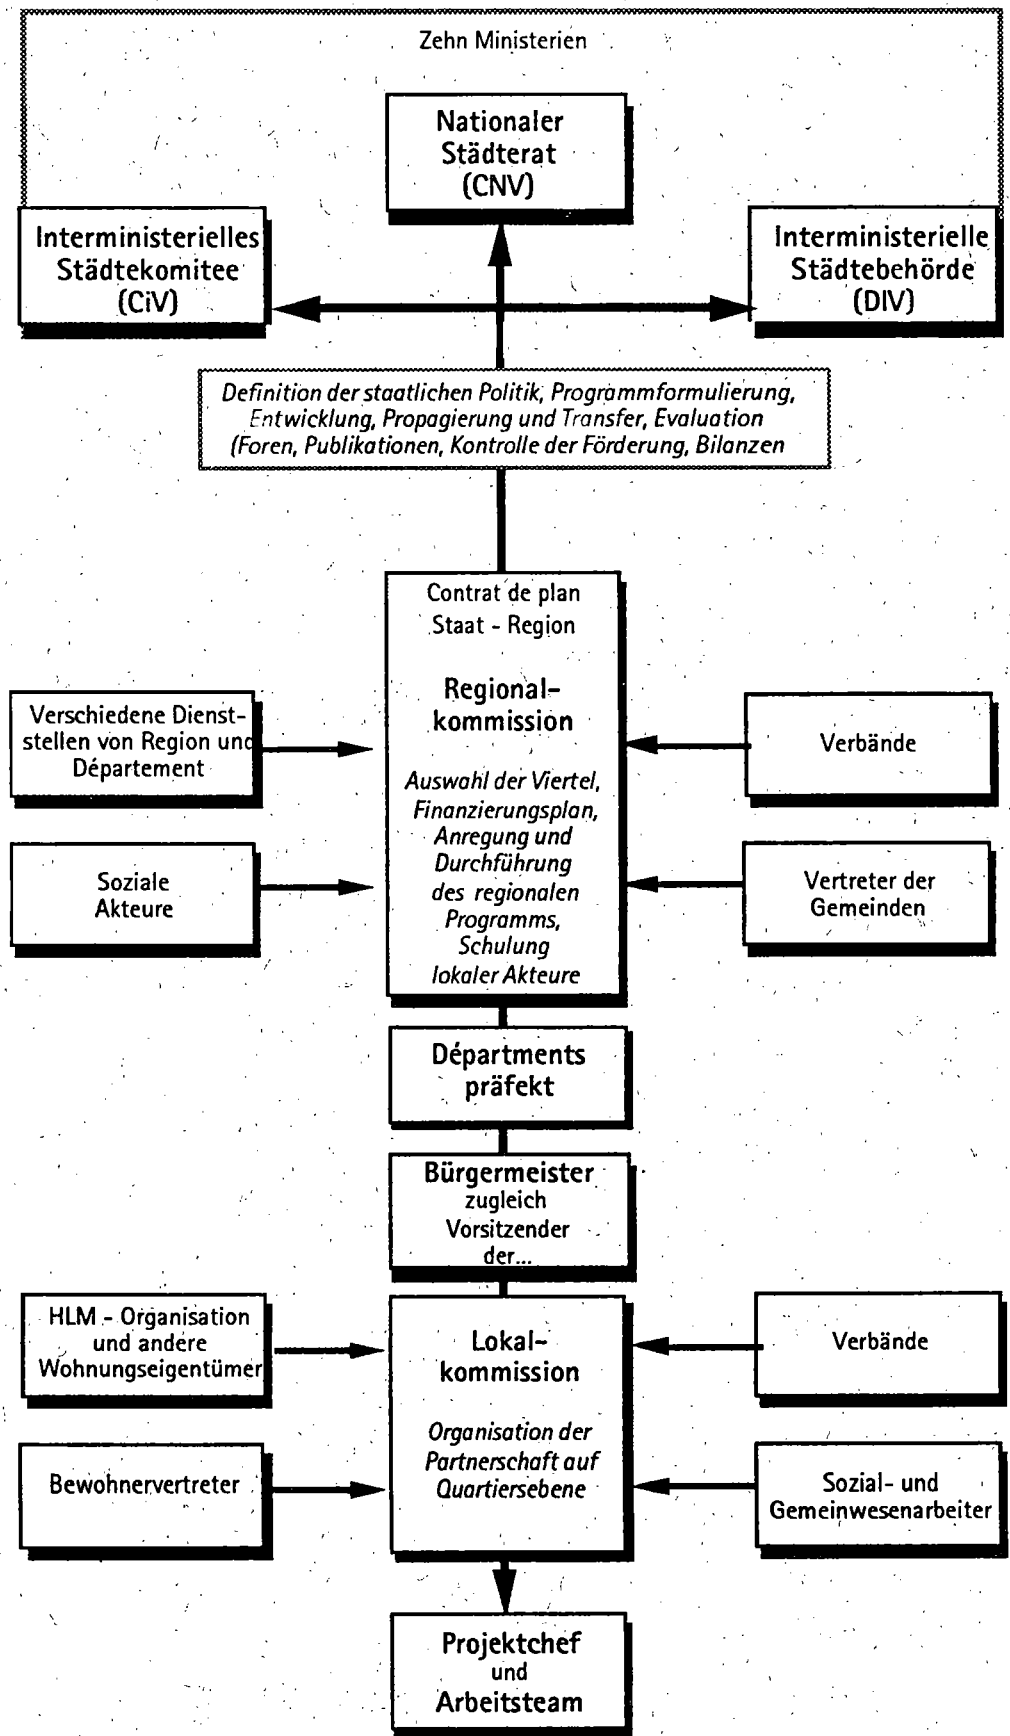 Zehn Ministerien
Nationaler
Städterat
(CNV)
Interministerielles
Städtekomitee
(CiV)
Interministerielle
Städtebehörde
(DIV)
Definition der staatlichen Politik, Programmformulierung,
Entwicklung, Propagierung und Transfer, Evaluation
(Foren, Publikationen, Kontrolle der Förderung, Bilanzen
Contrat de plan
Staat - Region
Regional-
kommission
Auswahl der Viertel,
Finanzierungsplan,
Anregung und
Durchführung
des regionalen
Programms,
Schulung
lokaler Akteure
Verschiedene Dienst-
stellen von Region und
Département
Soziale
Akteure
Verbände
Vertreter der
Gemeinden
Départments
präfekt
Bürgermeister
zugleich
Vorsitzender
der...
HLM - Organisation
und andere
Wohnungseigentümer
Bewohnervertreter
Lokal-
kommission
Organisation der
Partnerschaft auf
Quartiersebene
Verbände
Sozial- und
Gemeinwesenarbeiter
Projektchef
und
Arbeitsteam